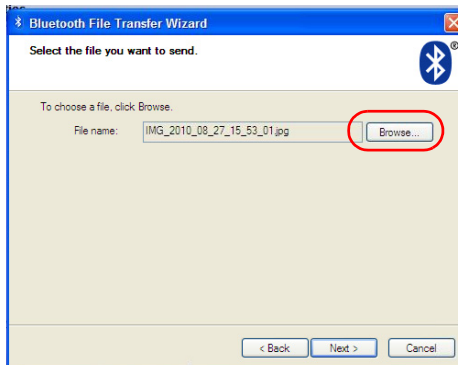 Bluetooth File Transfer Wizard
Select the file you want to send.
®
To choose a file, click Browse.
File name: IMG_2010_08_27_15_53_01.jpg Browse...
< Back Next > Cancel